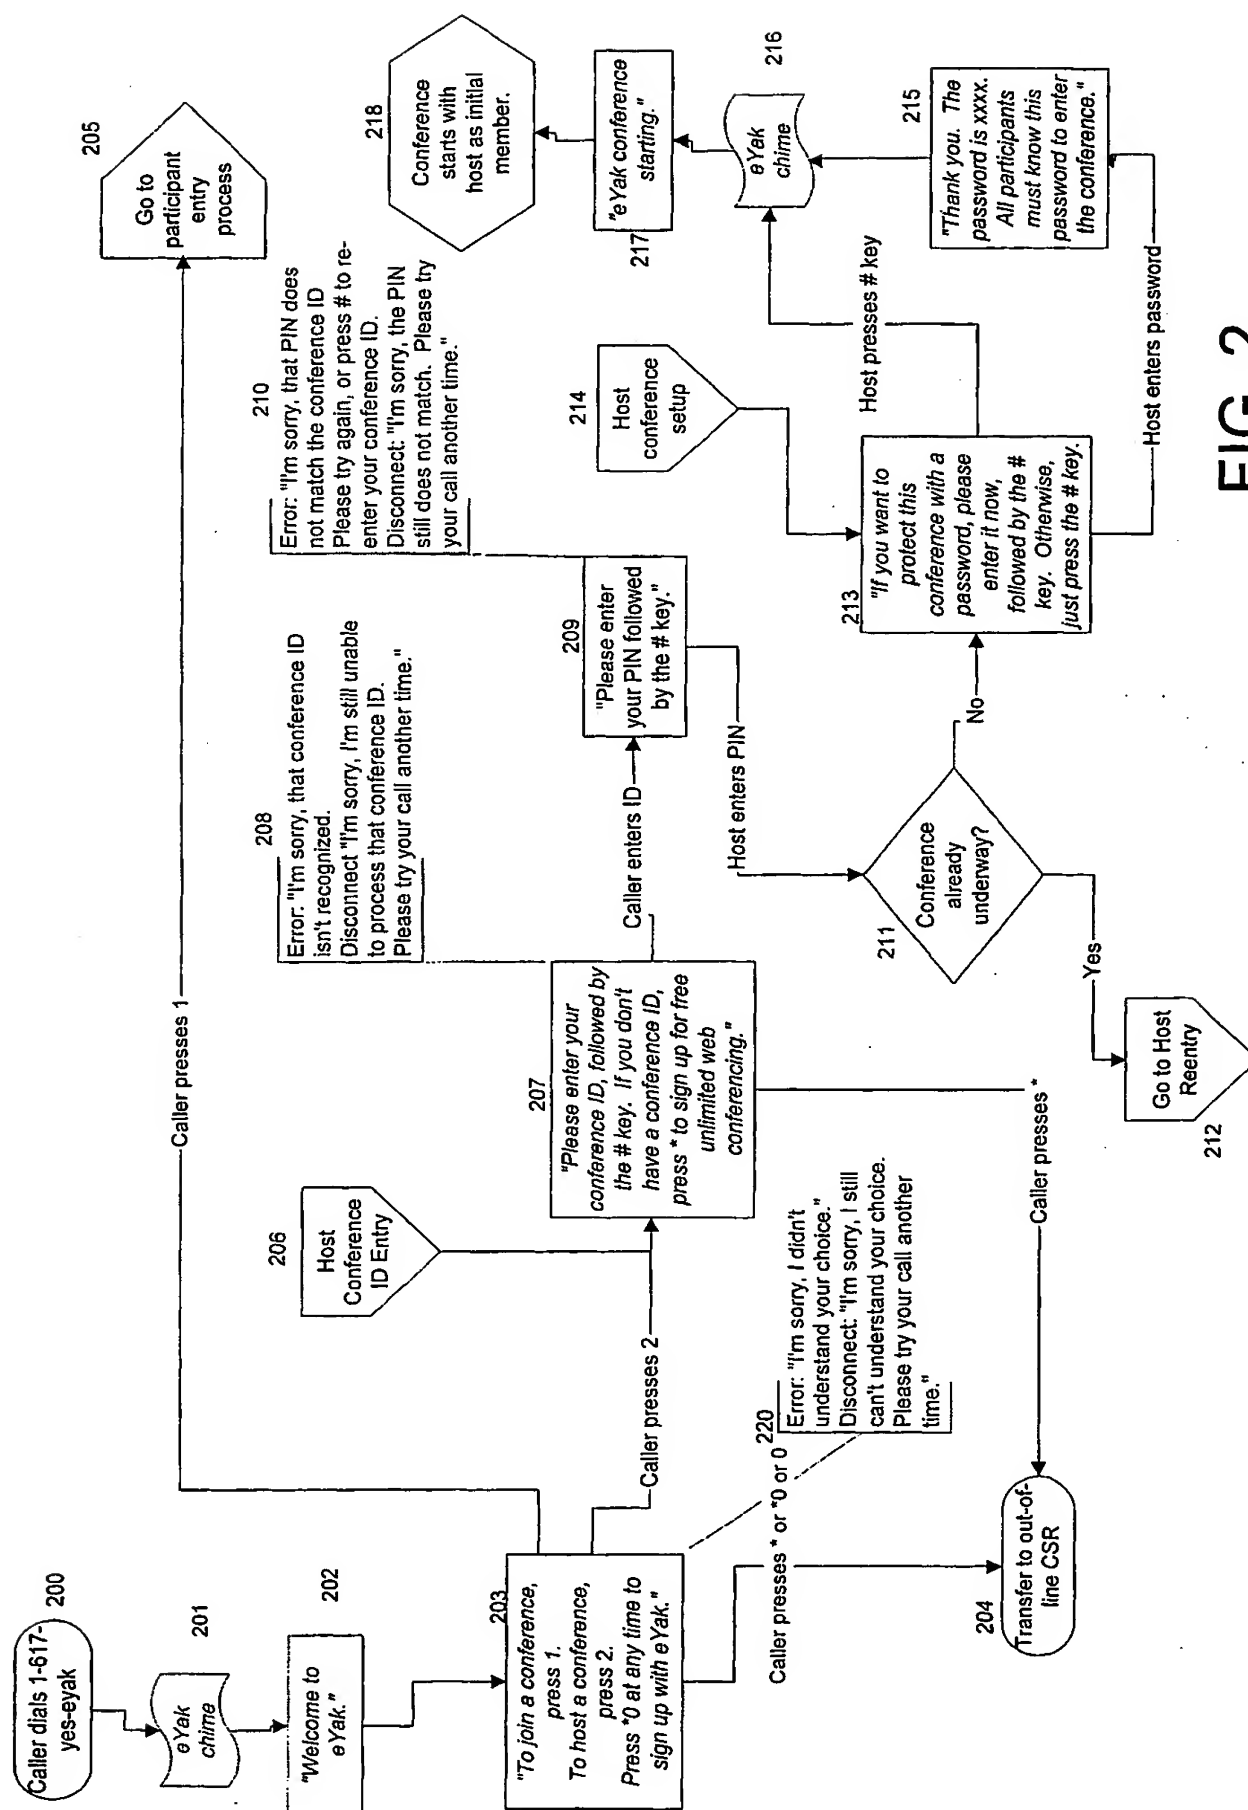 200
Caller dials 1-617-
yes-eyak
201
eYak
chime
202
"Welcome to
eYak."
203
"To join a conference,
press 1.
To host a conference,
press 2.
Press *0 at any time to
sign up with eYak."
Caller presses 1
205
Go to
participant
entry
process
Caller presses 2
Caller presses * or *0 or 0
220
Error: "I'm sorry, I didn't
understand your choice."
Disconnect: "I'm sorry, I still
can't understand your choice.
Please try your call another
time."
204
Transfer to out-of-
line CSR
206
Host
Conference
ID Entry
207
"Please enter your
conference ID, followed by
the # key. If you don't
have a conference ID,
press * to sign up for free
unlimited web
conferencing."
Caller presses *
208
Error: "I'm sorry, that conference ID
isn't recognized.
Disconnect "I'm sorry, I'm still unable
to process that conference ID.
Please try your call another time."
Caller enters ID
209
"Please enter
your PIN followed
by the # key."
210
Error: "I'm sorry, that PIN does
not match the conference ID
Please try again, or press # to re-
enter your conference ID.
Disconnect: "I'm sorry, the PIN
still does not match. Please try
your call another time."
Host enters PIN
211
Conference
already
underway?
Yes
212
Go to Host
Reentry
No
213
"If you want to
protect this
conference with a
password, please
enter it now,
followed by the #
key. Otherwise,
just press the # key.
214
Host
conference
setup
Host presses # key
Host enters password
215
"Thank you. The
password is xxxx.
All participants
must know this
password to enter
the conference."
216
eYak
chime
217
"eYak conference
starting."
218
Conference
starts with
host as initial
member.
FIG. 2